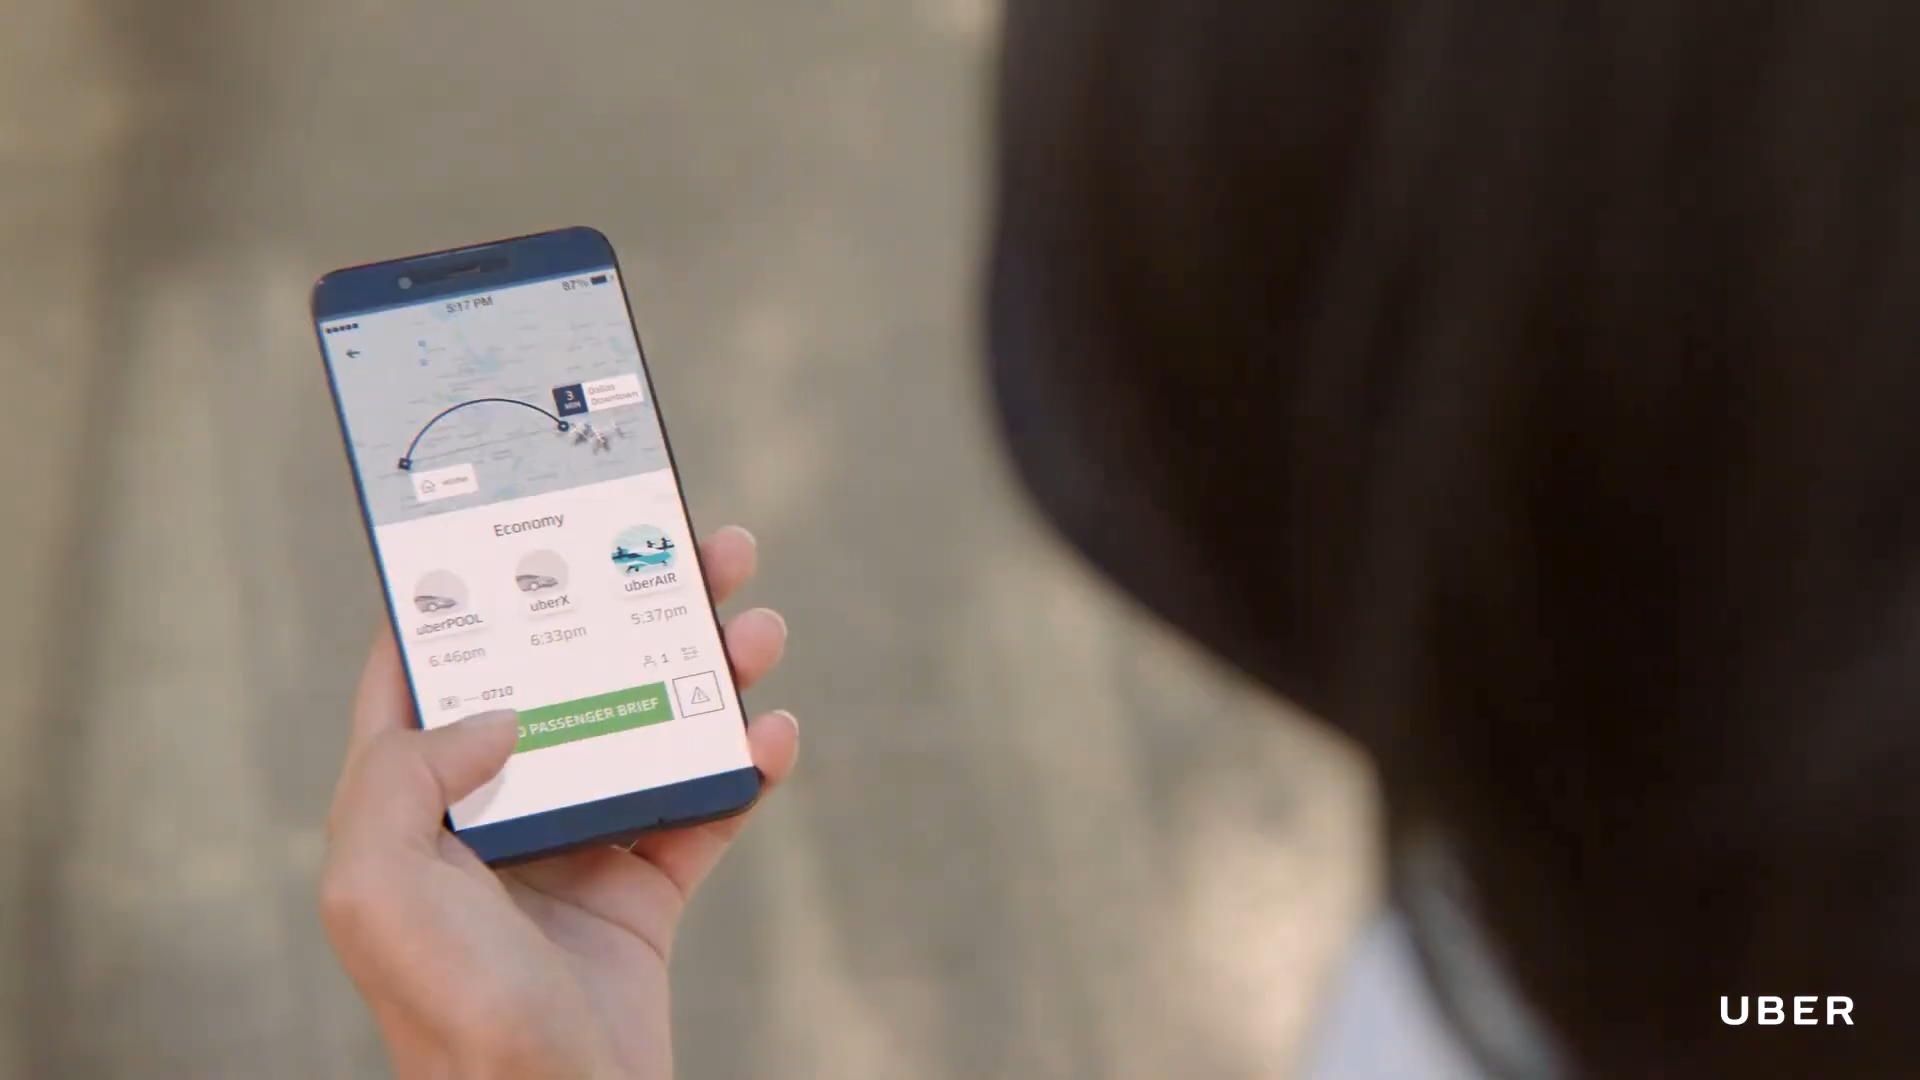 5:17 PM
87%
3
MIN
Dallas
Downtown
Economy
uberPOOL
uberX
uberAIR
6:46pm
6:33pm
5:37pm
1
0710
PASSENGER BRIEF
UBER